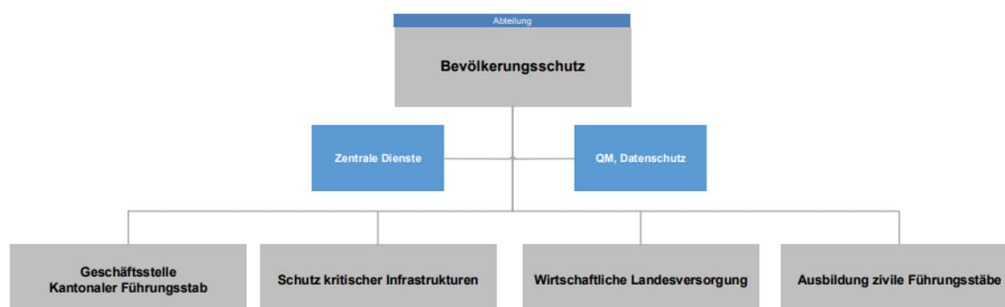 Abteilung
Bevölkerungsschutz
Zentrale Dienste
QM, Datenschutz
Geschäftsstelle
Kantonaler Führungsstab
Schutz kritischer Infrastrukturen
Wirtschaftliche Landesversorgung
Ausbildung zivile Führungsstäbe